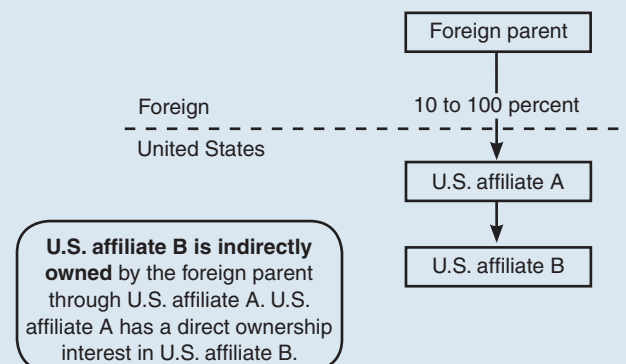 Foreign parent
Foreign
10 to 100 percent
United States
U.S. affiliate A
U.S. affiliate B
U.S. affiliate B is indirectly
owned by the foreign parent
through U.S. affiliate A. U.S.
affiliate A has a direct ownership
interest in U.S. affiliate B.